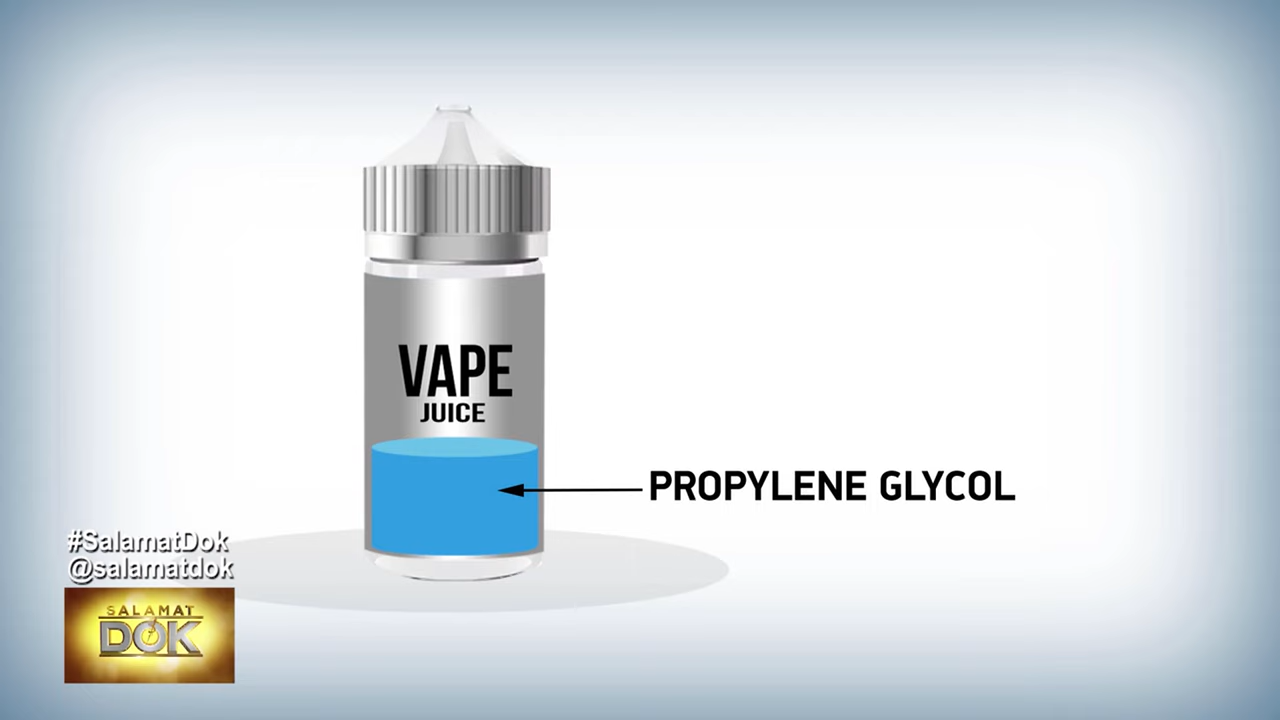 VAPE
JUICE
PROPYLENE GLYCOL
#SalamatDok
@salamatdok
SALAMAT
DOK